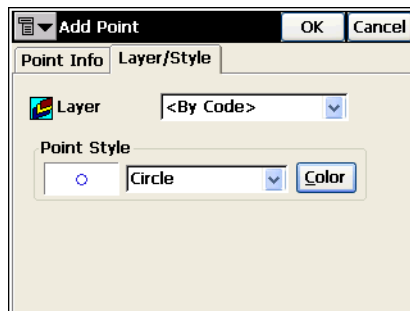 Add Point OK Cancel
Point Info Layer/Style
Layer <By Code>
Point Style
Circle Color